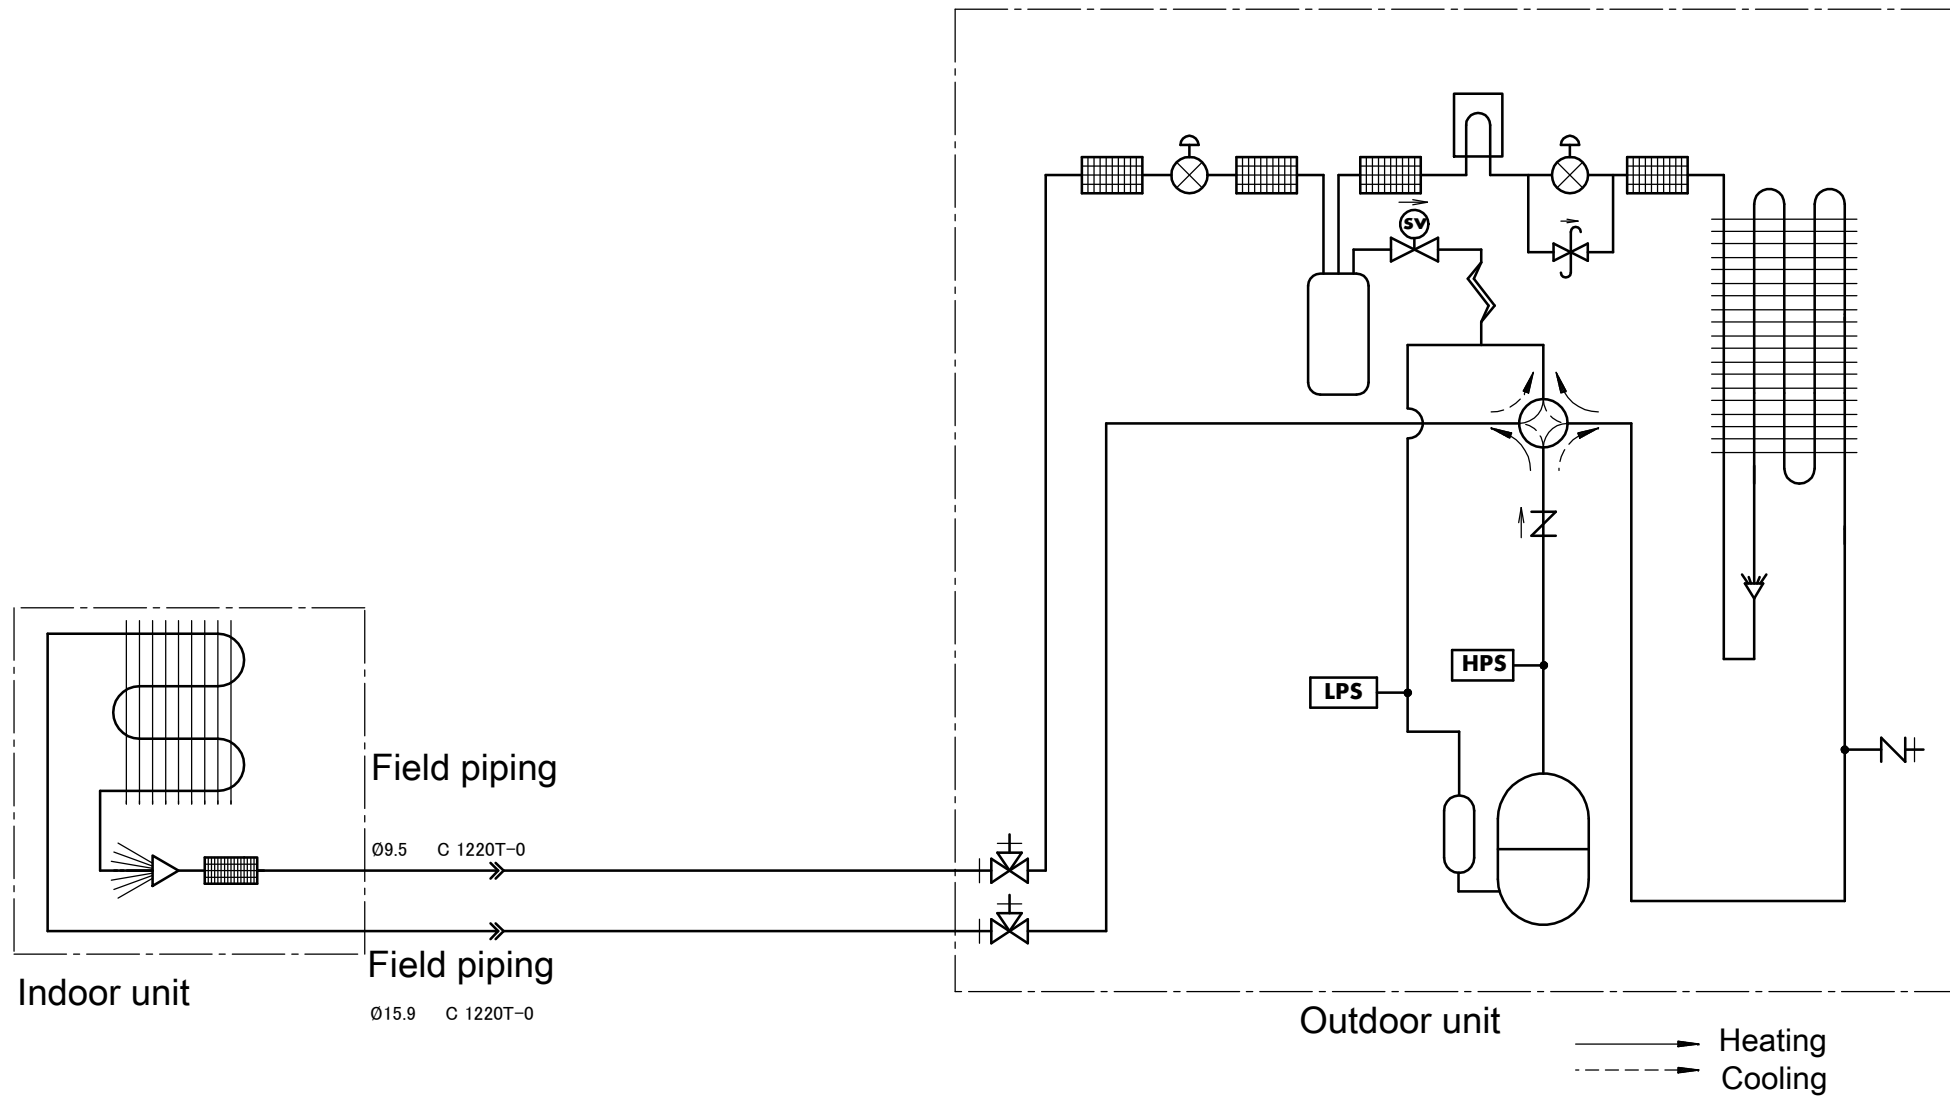 SV
HPS
LPS
Field piping
Ø9.5 C 1220T-0
Field piping
Indoor unit
Ø15.9 C 1220T-0
Outdoor unit
Heating
Cooling